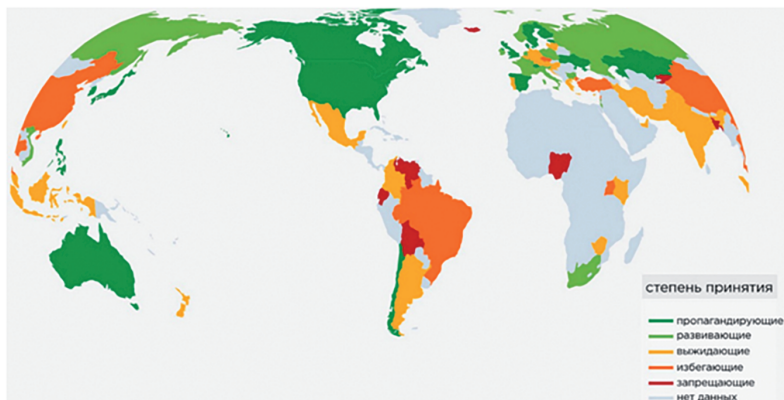 степень принятия
пропагандирующие
развивающие
выжидающие
избегающие
запрещающие
нет данных